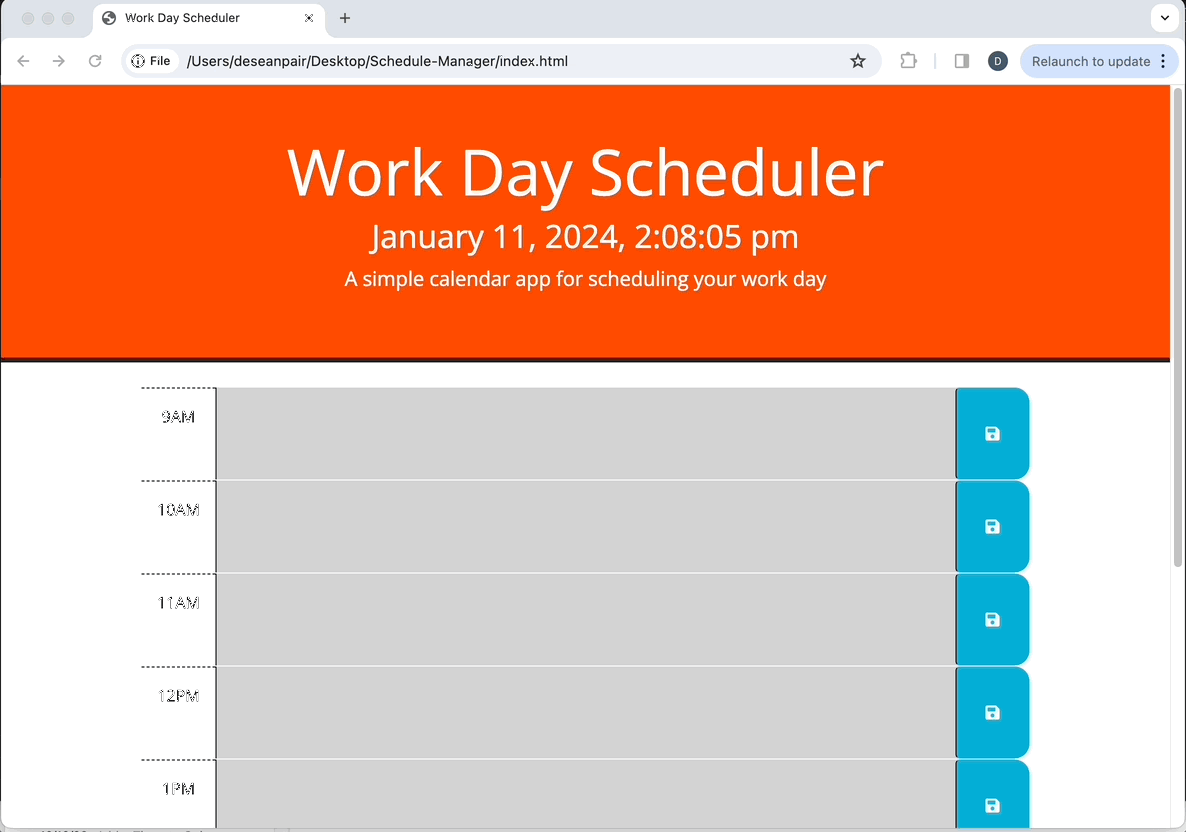 Work Day Scheduler
File /Users/deseanpair/Desktop/Schedule-Manager/index.html D Relaunch to update
Work Day Scheduler
January 11, 2024, 2:08:05 pm
A simple calendar app for scheduling your work day
9AM
10AM
11AM
12PM
1PM